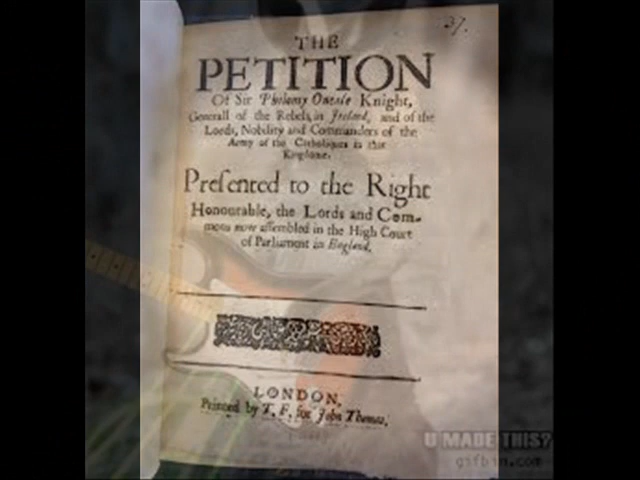 37.
THE
PETITION
Of Sir Philomy Oneale Knight,
Generall of the Rebels, in Ireland, and of the
Lords, Nobility and Commanders of the
Army of the Catholiques in that
Kingdome.
Preſented to the Right
Honourable, the Lords and Com-
mons now aſſembled in the High Court
of Parliament in England.
LONDON,
Printed by T. F. for John Thomas.
U MADE THIS?
gifbin.com